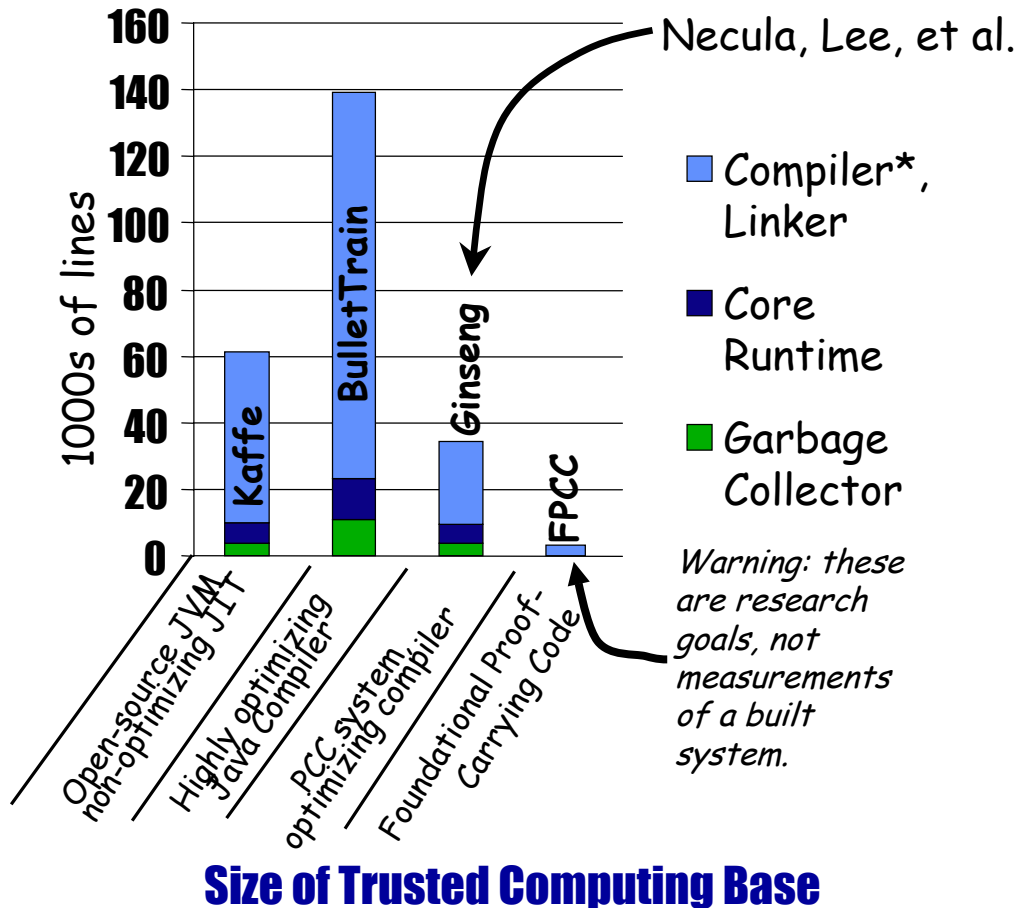 160
140
120
100
80
60
40
20
0
1000s of lines
Kaffe
BulletTrain
Ginseng
FPCC
Necula, Lee, et al.
Compiler*,
Linker
Core
Runtime
Garbage
Collector
Warning: these
are research
goals, not
measurements
of a built
system.
Open-source JVM,
non-optimizing JIT
Highly optimizing
Java Compiler
PCC system,
optimizing compiler
Foundational Proof-
Carrying Code
Size of Trusted Computing Base